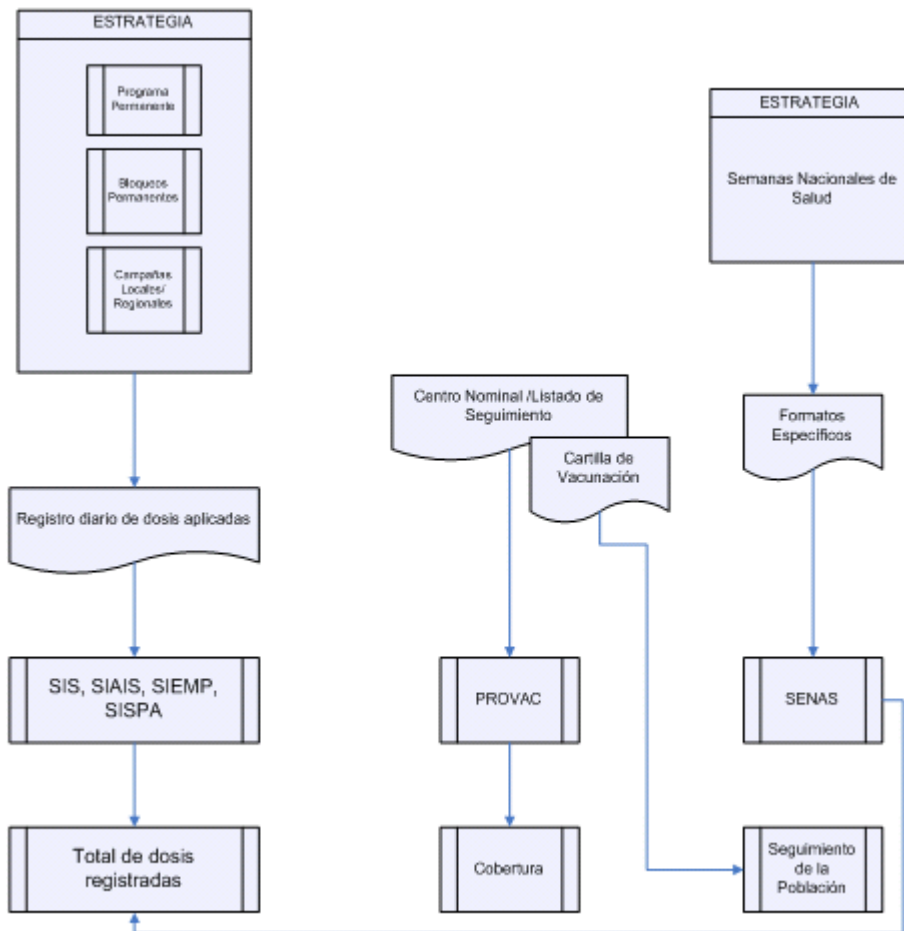 ESTRATEGIA
Programa
Permanente
Bloqueos
Permanentes
Campañas
Locales/
Regionales
Registro diario de dosis aplicadas
SIS, SIAIS, SIEMP,
SISPA
Total de dosis
registradas
Centro Nominal /Listado de
Seguimiento
Cartilla de
Vacunación
PROVAC
Cobertura
ESTRATEGIA
Semanas Nacionales de
Salud
Formatos
Específicos
SENAS
Seguimiento
de la
Población